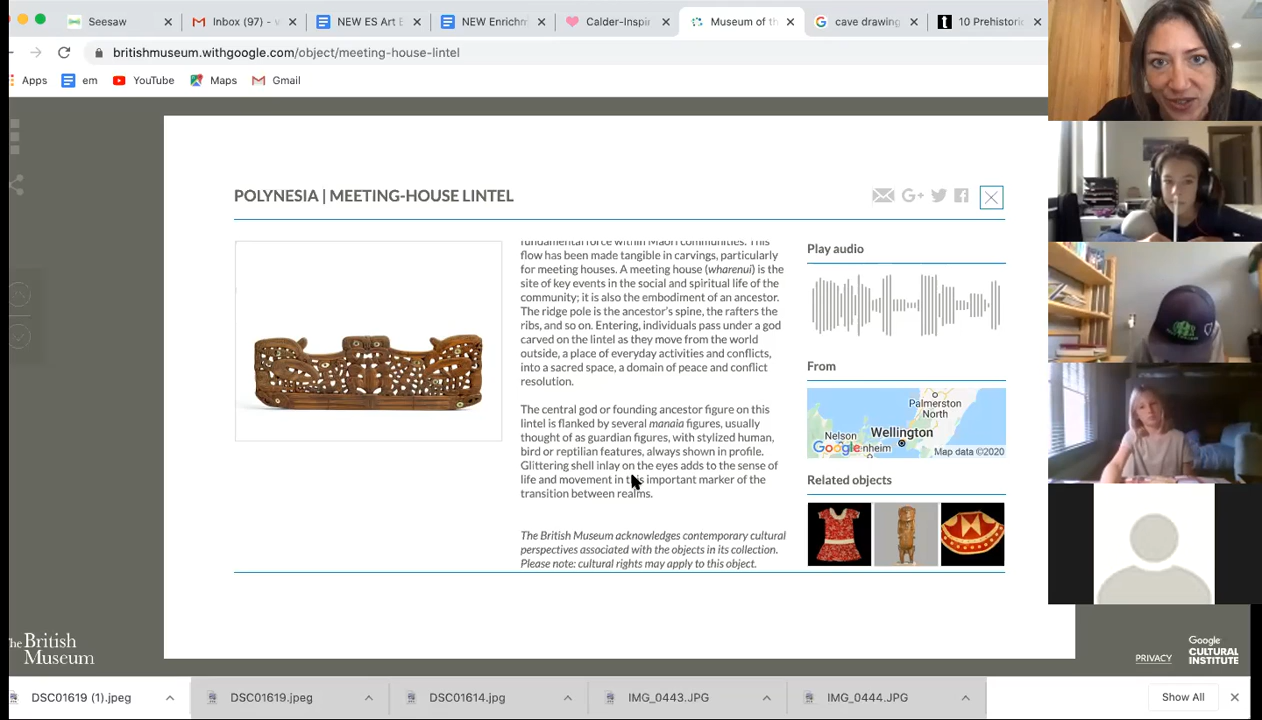 Seesaw
Inbox (97) - v
NEW ES Art E
NEW Enrichm
Calder-Inspir
Museum of th
cave drawing
10 Prehistoric
britishmuseum.withgoogle.com/object/meeting-house-lintel
Apps
em
YouTube
Maps
Gmail
POLYNESIA | MEETING-HOUSE LINTEL
fundamental force within Māori communities. This
flow has been made tangible in carvings, particularly
for meeting houses. A meeting house (wharenui) is the
site of key events in the social and spiritual life of the
community; it is also the embodiment of an ancestor.
The ridge pole is the ancestor's spine, the rafters the
ribs, and so on. Entering, individuals pass under a god
carved on the lintel as they move from the world
outside, a place of everyday activities and conflicts,
into a sacred space, a domain of peace and conflict
resolution.
The central god or founding ancestor figure on this
lintel is flanked by several manaia figures, usually
thought of as guardian figures, with stylized human,
bird or reptilian features, always shown in profile.
Glittering shell inlay on the eyes adds to the sense of
life and movement in this important marker of the
transition between realms.
The British Museum acknowledges contemporary cultural
perspectives associated with the objects in its collection.
Please note: cultural rights may apply to this object.
Play audio
From
Palmerston
North
Nelson
Wellington
Google
enheim
Map data ©2020
Related objects
The British
Museum
PRIVACY
Google
CULTURAL
INSTITUTE
DSC01619 (1).jpeg
DSC01619.jpeg
DSC01614.jpg
IMG_0443.JPG
IMG_0444.JPG
Show All